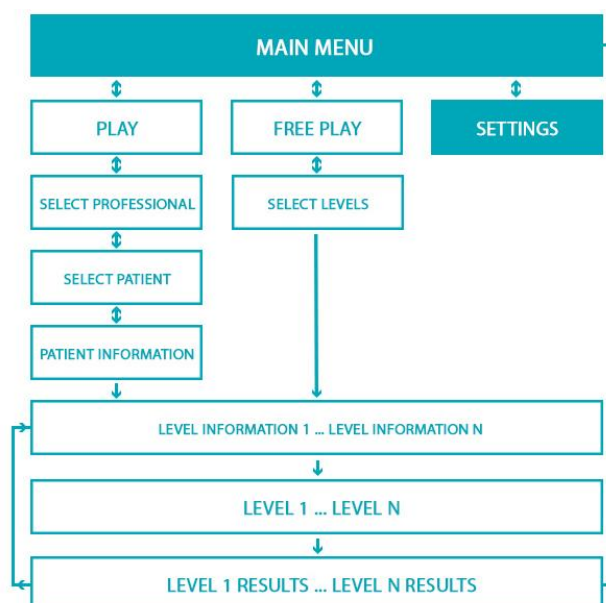 MAIN MENU
PLAY
FREE PLAY
SETTINGS
SELECT PROFESSIONAL
SELECT LEVELS
SELECT PATIENT
PATIENT INFORMATION
LEVEL INFORMATION 1 ... LEVEL INFORMATION N
LEVEL 1 ... LEVEL N
LEVEL 1 RESULTS ... LEVEL N RESULTS